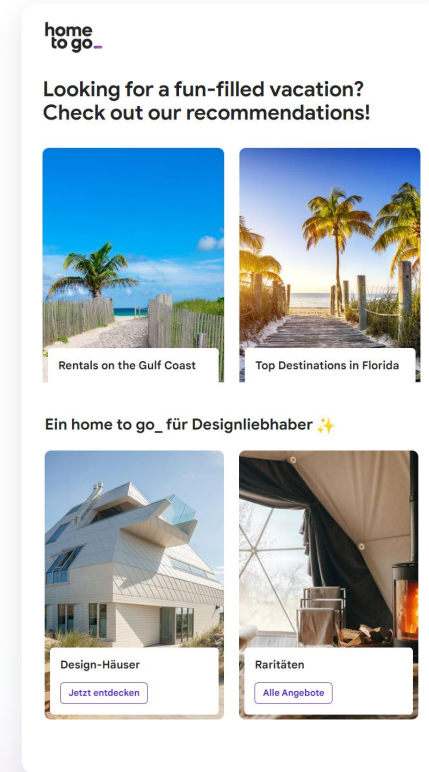 home
to go_
Looking for a fun-filled vacation?
Check out our recommendations!
Rentals on the Gulf Coast
Top Destinations in Florida
Ein home to go_ für Designliebhaber ✨
Design-Häuser
Raritäten
Jetzt entdecken
Alle Angebote